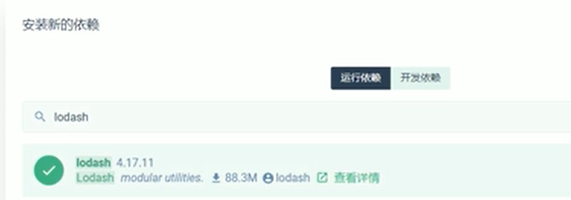 安装新的依赖
运行依赖 开发依赖
lodash
lodash 4.17.11
Lodash modular utilities. 88.3M lodash 查看详情